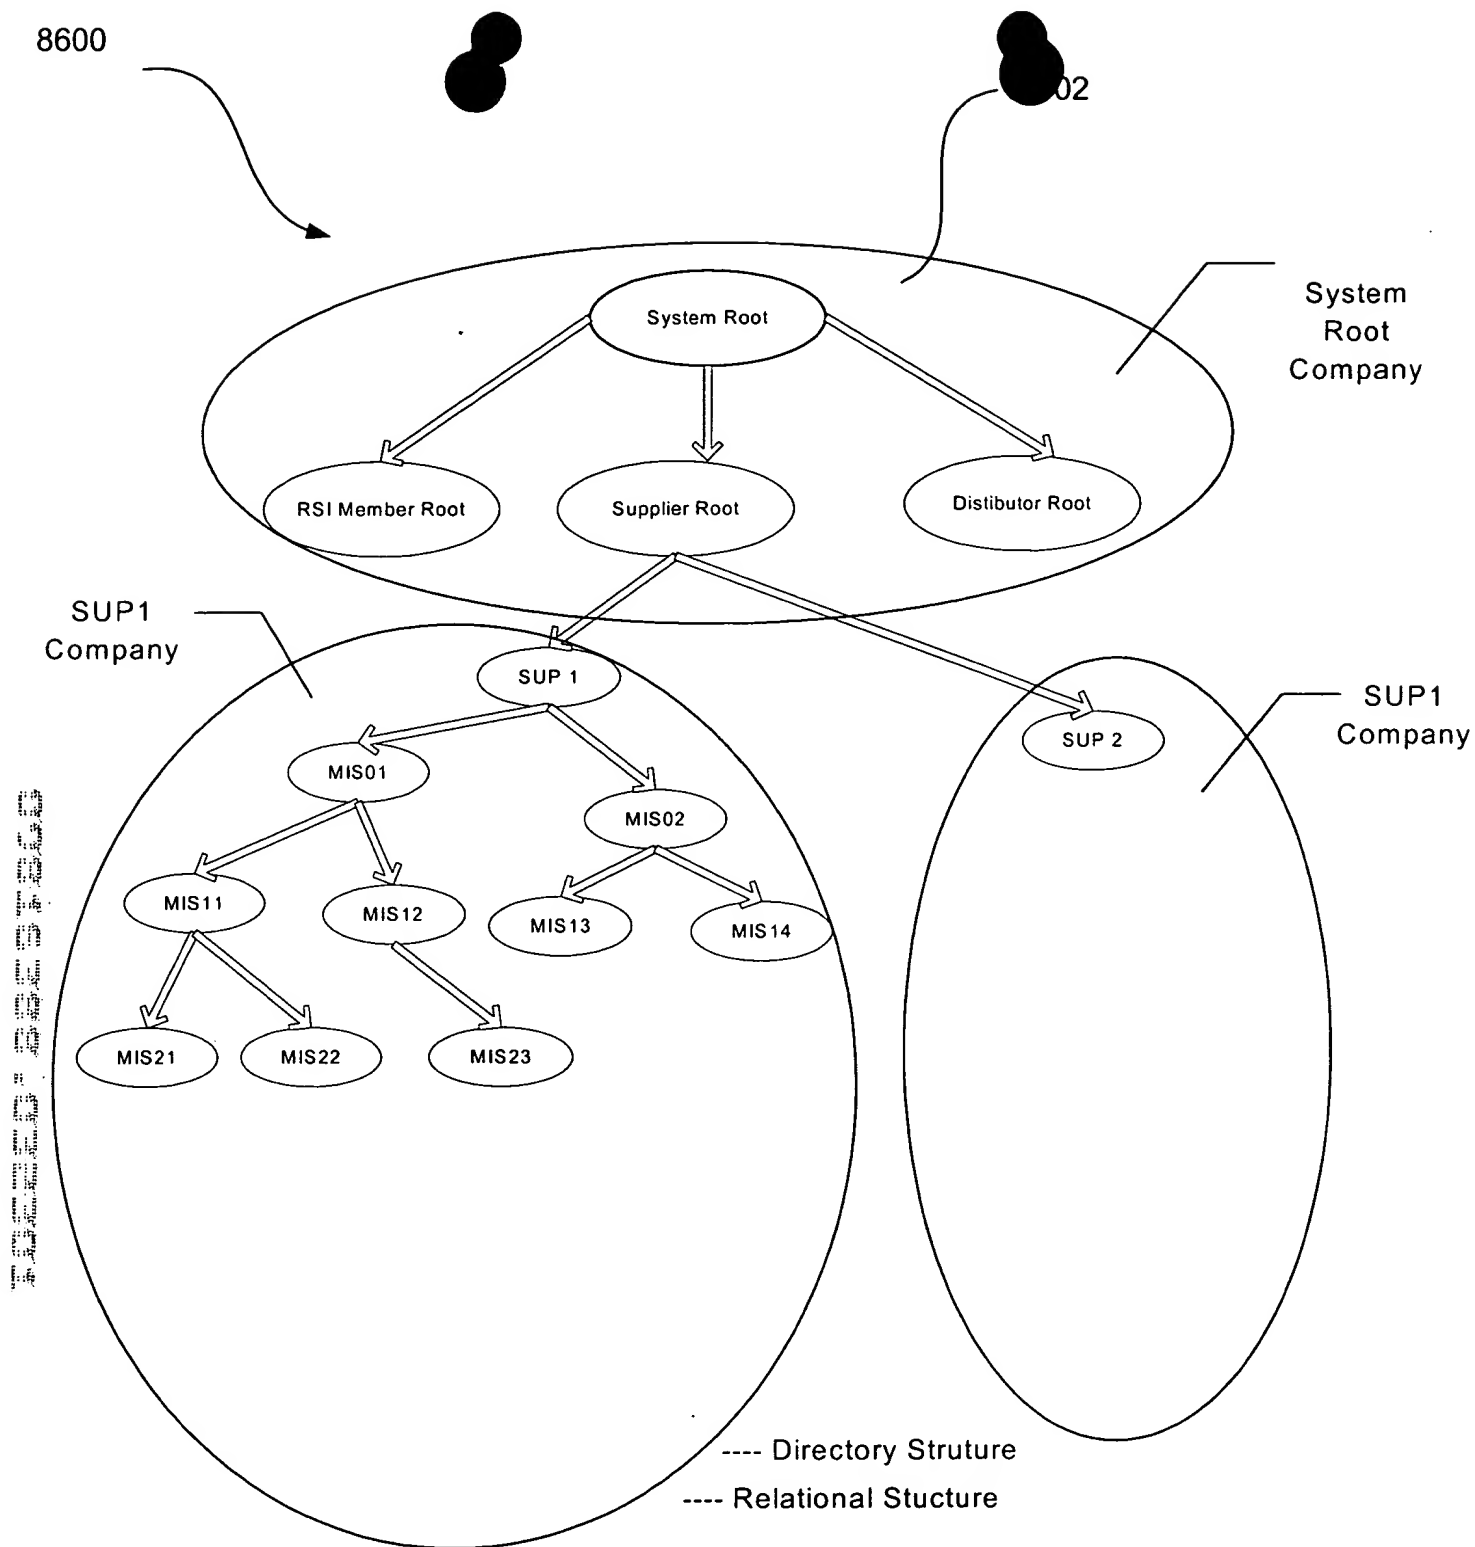 8600
02
System Root
System
Root
Company
RSI Member Root
Supplier Root
Distibutor Root
SUP1
Company
SUP 1
SUP1
Company
SUP 2
MIS01
MIS02
MIS11
MIS12
MIS13
MIS14
MIS21
MIS22
MIS23
---- Directory Struture
---- Relational Stucture